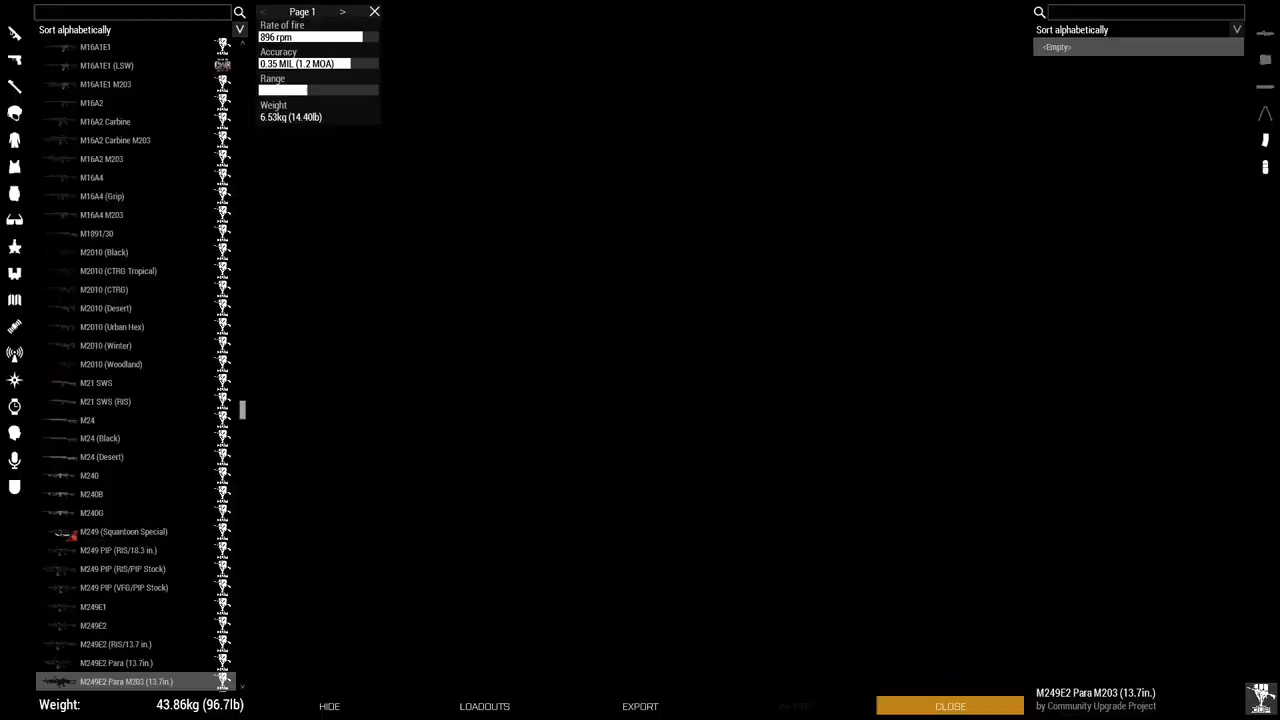 Sort alphabetically
M16A1E1
M16A1E1 (LSW)
M16A1E1 M203
M16A2
M16A2 Carbine
M16A2 Carbine M203
M16A2 M203
M16A4
M16A4 (Grip)
M16A4 M203
M1891/30
M2010 (Black)
M2010 (CTRG Tropical)
M2010 (CTRG)
M2010 (Desert)
M2010 (Urban Hex)
M2010 (Winter)
M2010 (Woodland)
M21 SWS
M21 SWS (RIS)
M24
M24 (Black)
M24 (Desert)
M240
M240B
M240G
M249 (Squantoon Special)
M249 PIP (RIS/18.3 in.)
M249 PIP (RIS/PIP Stock)
M249 PIP (VFG/PIP Stock)
M249E1
M249E2
M249E2 (RIS/13.7 in.)
M249E2 Para (13.7in.)
M249E2 Para M203 (13.7in.)
Weight: 43.86kg (96.7lb)
< Page 1 >
Rate of fire
896 rpm
Accuracy
0.35 MIL (1.2 MOA)
Range
Weight
6.53kg (14.40lb)
HIDE
LOADOUTS
EXPORT
CLOSE
Sort alphabetically
<Empty>
M249E2 Para M203 (13.7in.)
by Community Upgrade Project